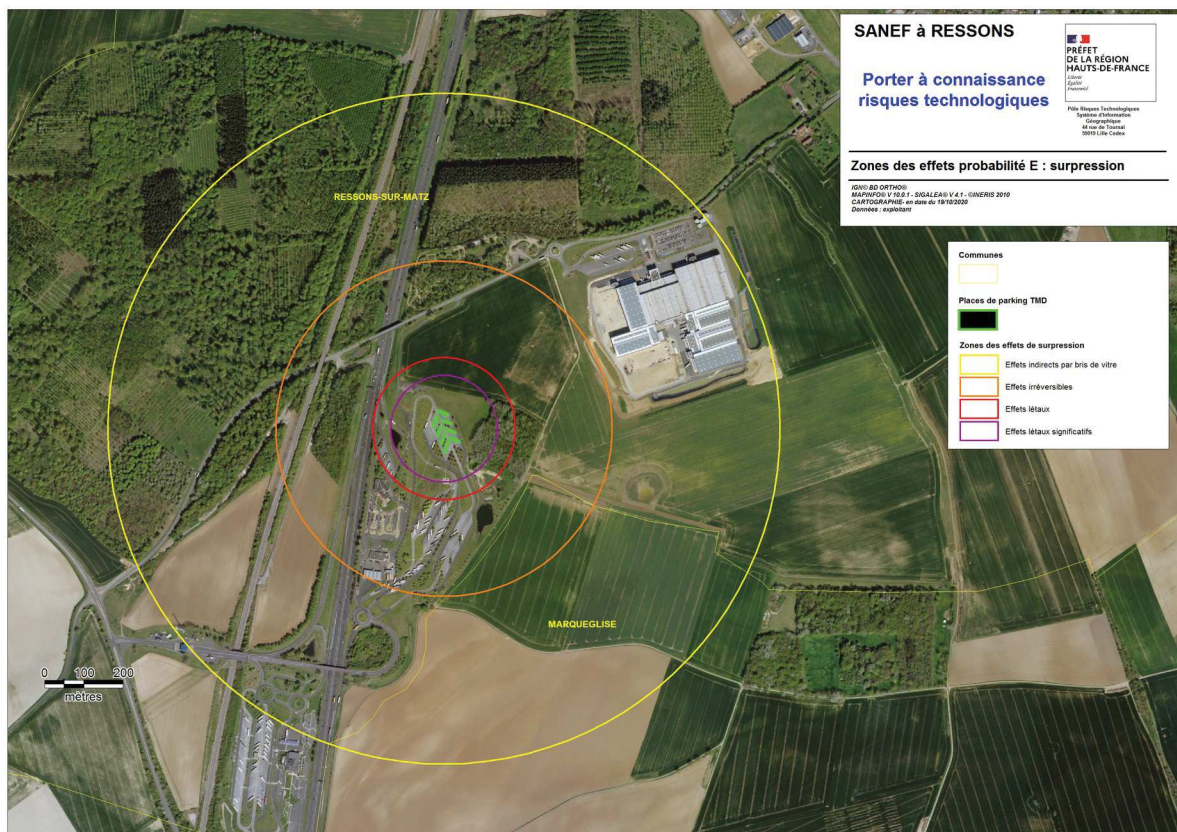 SANEF à RESSONS
Porter à connaissance
risques technologiques
PRÉFET
DE LA RÉGION
HAUTS-DE-FRANCE
Liberté
Égalité
Fraternité
Pôle Risques Technologiques
Système d'Information
Géographique
44 rue de Tournai
59019 Lille Cedex
Zones des effets probabilité E : surpression
IGN© BD ORTHO®
MAPINFO® V 10.0.1 - SIGALEA® V 4.1 - ©INERIS 2010
CARTOGRAPHIE- en date du 19/10/2020
Données : exploitant
Communes
Places de parking TMD
Zones des effets de surpression
Effets indirects par bris de vitre
Effets irréversibles
Effets létaux
Effets létaux significatifs
RESSONS-SUR-MATZ
MARQUEGLISE
0 100 200
mètres